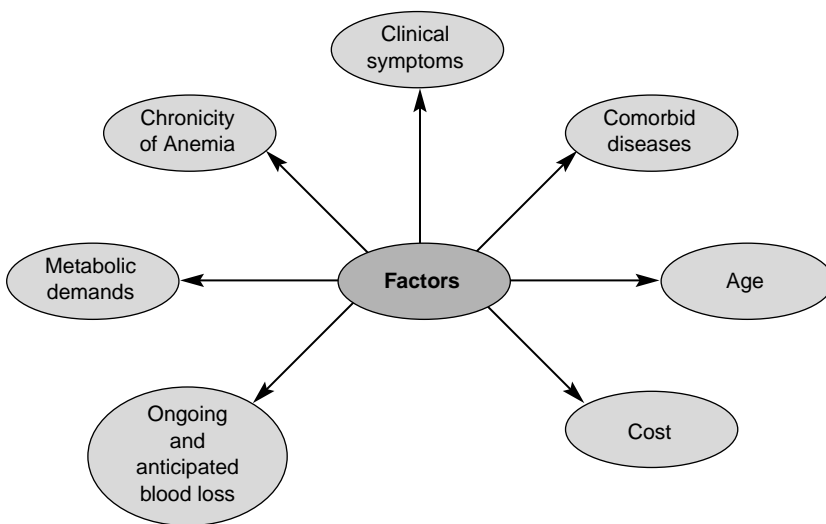 Clinical
symptoms
Chronicity
of Anemia
Comorbid
diseases
Metabolic
demands
Factors
Age
Ongoing
and
anticipated
blood loss
Cost